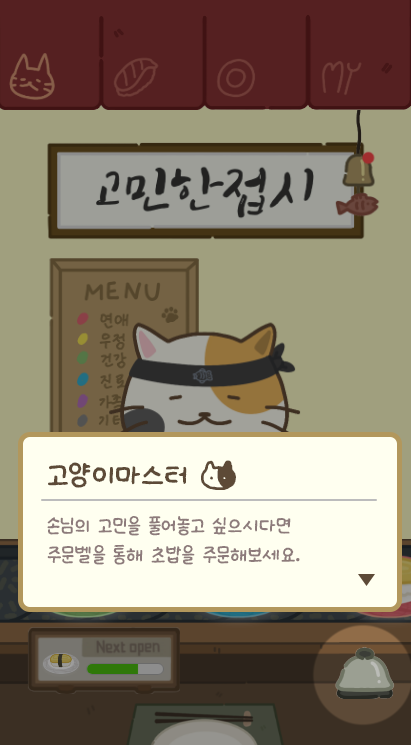 고민한접시
MENU
연애
우정
건강
진로
가족
기타
고양이마스터
손님의 고민을 풀어놓고 싶으시다면
주문벨을 통해 초밥을 주문해보세요.
Next open